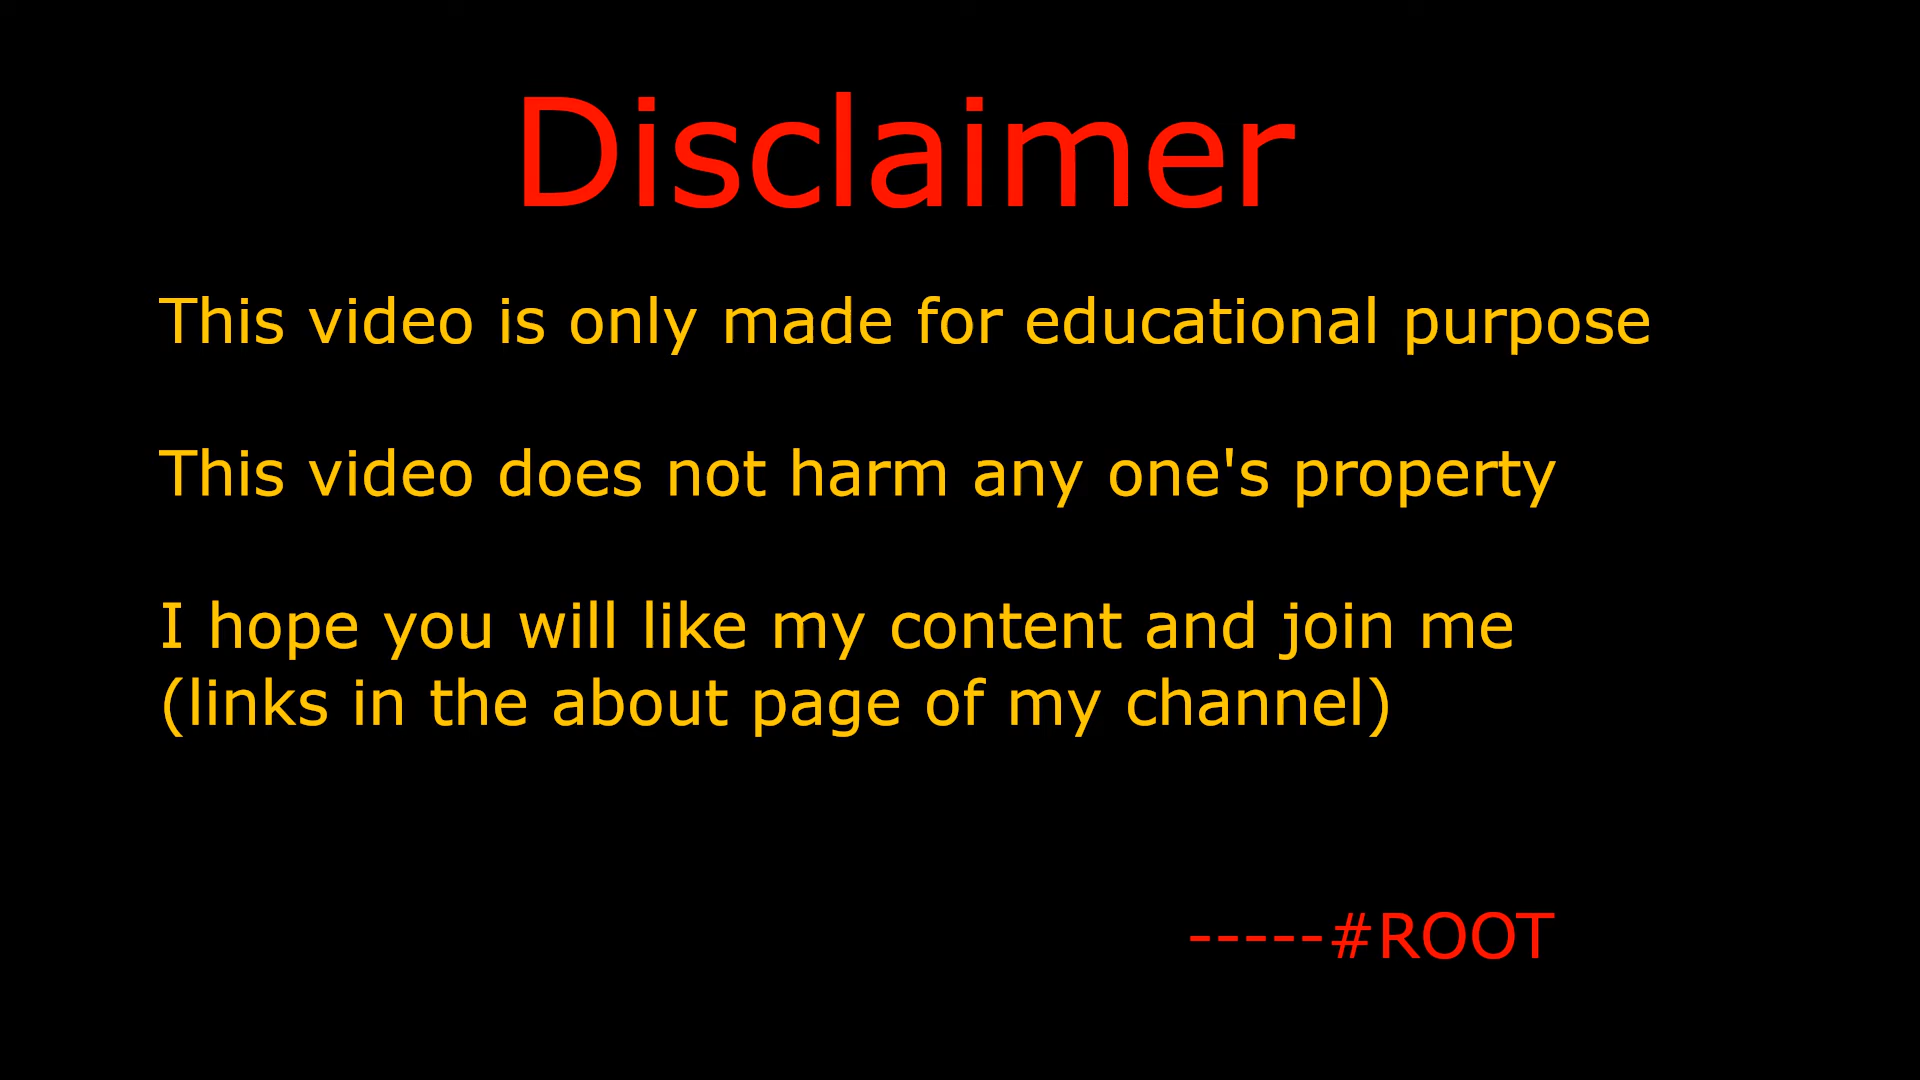 Disclaimer
This video is only made for educational purpose
This video does not harm any one's property
I hope you will like my content and join me
(links in the about page of my channel)
-----#ROOT